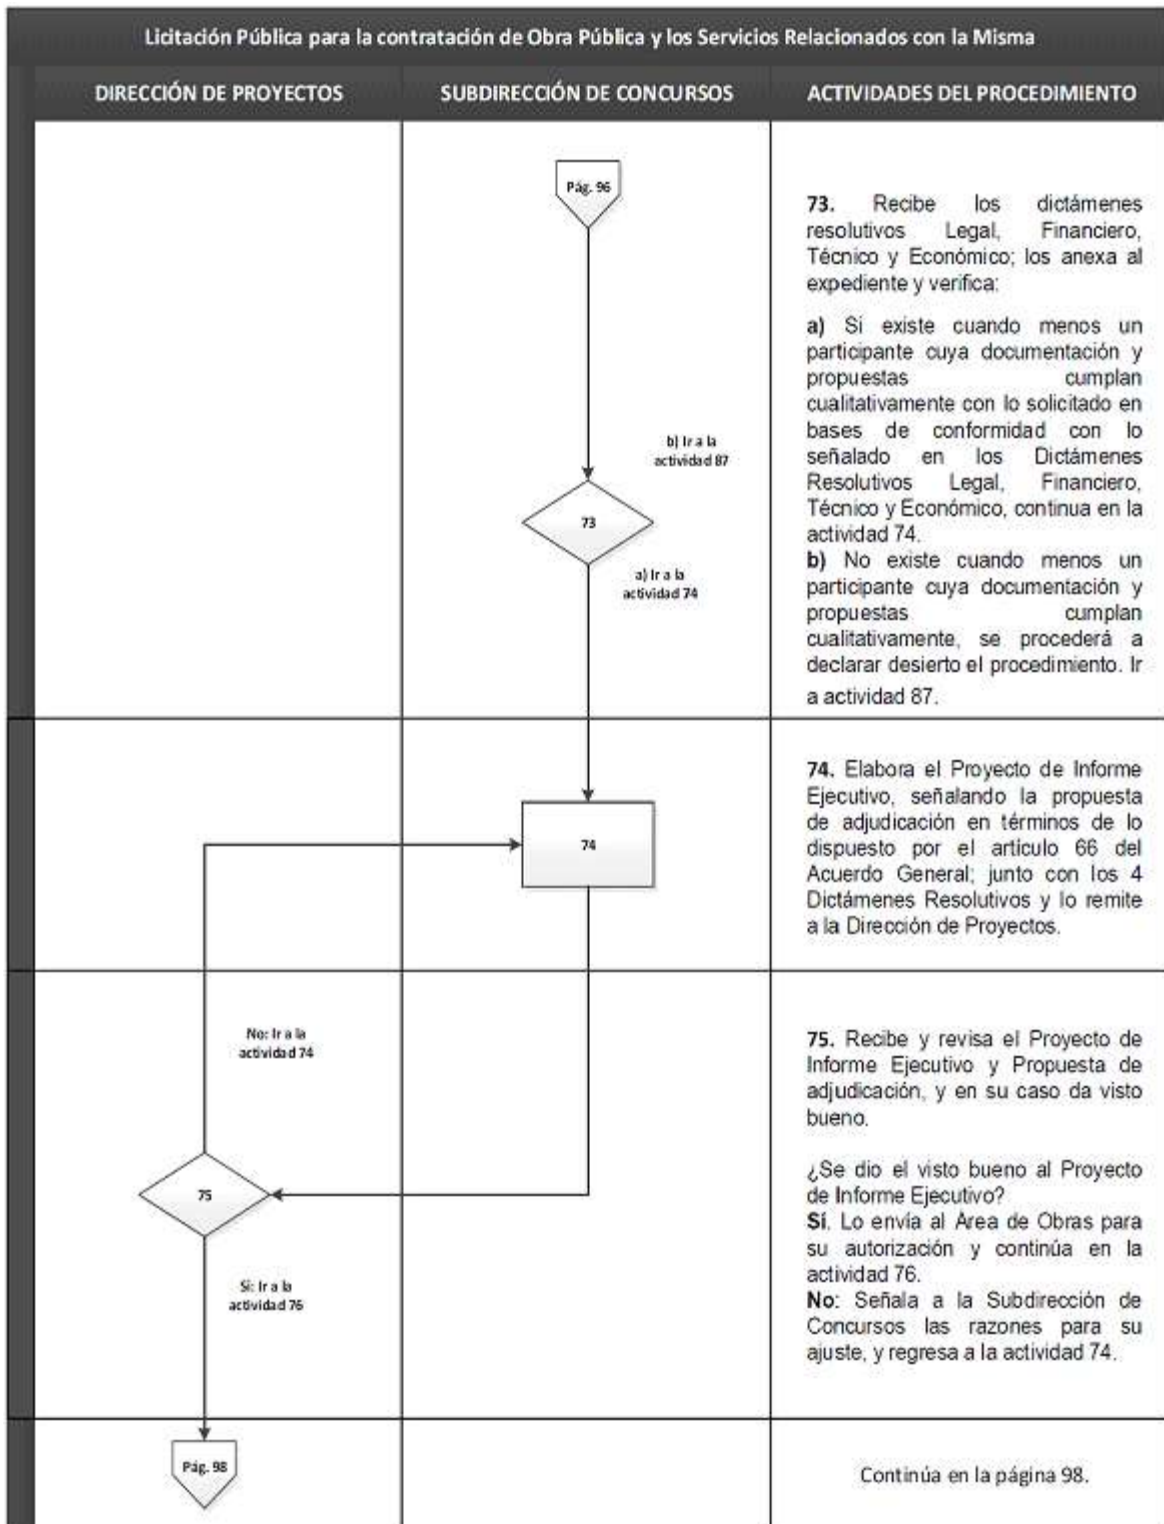 Licitación Pública para la contratación de Obra Pública y los Servicios Relacionados con la Misma
DIRECCIÓN DE PROYECTOS
SUBDIRECCIÓN DE CONCURSOS
ACTIVIDADES DEL PROCEDIMIENTO
Pág. 96
b) Ir a la
actividad 87
73
a) Ir a la
actividad 74
73. Recibe los dictámenes
resolutivos Legal, Financiero,
Técnico y Económico; los anexa al
expediente y verifica:
a) Si existe cuando menos un
participante cuya documentación y
propuestas cumplan
cualitativamente con lo solicitado en
bases de conformidad con lo
señalado en los Dictámenes
Resolutivos Legal, Financiero,
Técnico y Económico, continua en la
actividad 74.
b) No existe cuando menos un
participante cuya documentación y
propuestas cumplan
cualitativamente, se procederá a
declarar desierto el procedimiento. Ir
a actividad 87.
74
74. Elabora el Proyecto de Informe
Ejecutivo, señalando la propuesta
de adjudicación en términos de lo
dispuesto por el artículo 66 del
Acuerdo General; junto con los 4
Dictámenes Resolutivos y lo remite
a la Dirección de Proyectos.
No: Ir a la
actividad 74
75
Si: Ir a la
actividad 76
75. Recibe y revisa el Proyecto de
Informe Ejecutivo y Propuesta de
adjudicación, y en su caso da visto
bueno.
¿Se dio el visto bueno al Proyecto
de Informe Ejecutivo?
Sí. Lo envía al Área de Obras para
su autorización y continúa en la
actividad 76.
No: Señala a la Subdirección de
Concursos las razones para su
ajuste, y regresa a la actividad 74.
Pág. 98
Continúa en la página 98.